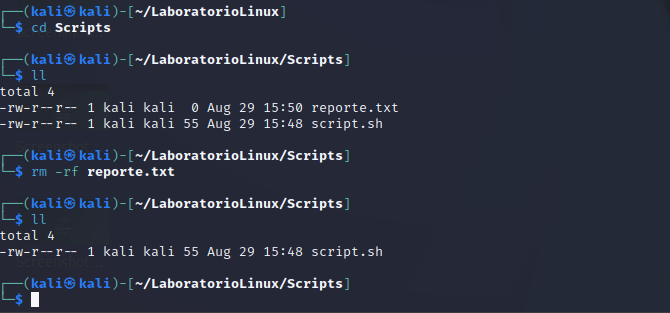 ┌──(kali㉿kali)-[~/LaboratorioLinux]
└─$ cd Scripts
┌──(kali㉿kali)-[~/LaboratorioLinux/Scripts]
└─$ ll
total 4
-rw-r--r-- 1 kali kali  0 Aug 29 15:50 reporte.txt
-rw-r--r-- 1 kali kali 55 Aug 29 15:48 script.sh
┌──(kali㉿kali)-[~/LaboratorioLinux/Scripts]
└─$ rm -rf reporte.txt
┌──(kali㉿kali)-[~/LaboratorioLinux/Scripts]
└─$ ll
total 4
-rw-r--r-- 1 kali kali 55 Aug 29 15:48 script.sh
┌──(kali㉿kali)-[~/LaboratorioLinux/Scripts]
└─$